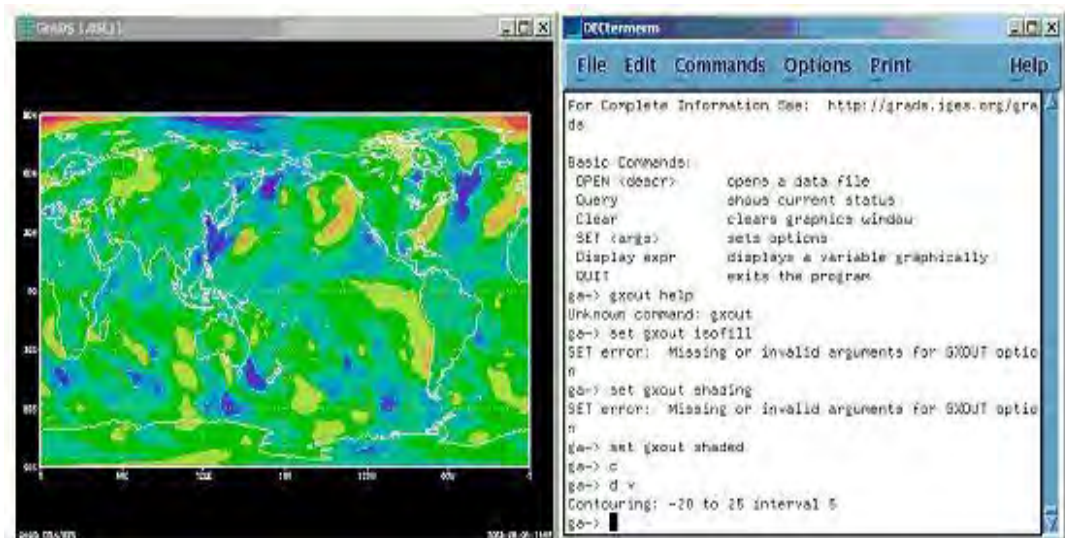 DECterm
File Edit Commands Options Print Help
For Complete Information See: http://grads.iges.org/gra
ds
Basic Commands:
OPEN <descr> opens a data file
Query shows current status
Clear clears graphics window
SET <args> sets options
Display expr displays a variable graphically
QUIT exits the program
ga-> gxout help
Unknown command: gxout
ga-> set gxout isofill
SET error: Missing or invalid arguments for GXOUT optio
n
ga-> set gxout shading
SET error: Missing or invalid arguments for GXOUT optio
n
ga-> set gxout shaded
ga-> c
ga-> d v
Contouring: -20 to 25 interval 5
ga->